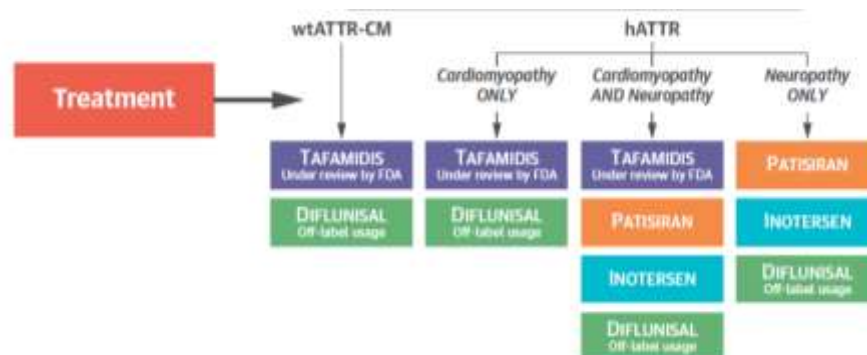 wtATTR-CM
hATTR
Treatment
Cardiomyopathy
ONLY
Cardiomyopathy
AND Neuropathy
Neuropathy
ONLY
TAFAMIDIS
Under review by FDA
DIFLUNISAL
Off-label usage
TAFAMIDIS
Under review by FDA
DIFLUNISAL
Off-label usage
TAFAMIDIS
Under review by FDA
PATISIRAN
INOTERSEN
DIFLUNISAL
Off-label usage
PATISIRAN
INOTERSEN
DIFLUNISAL
Off-label usage